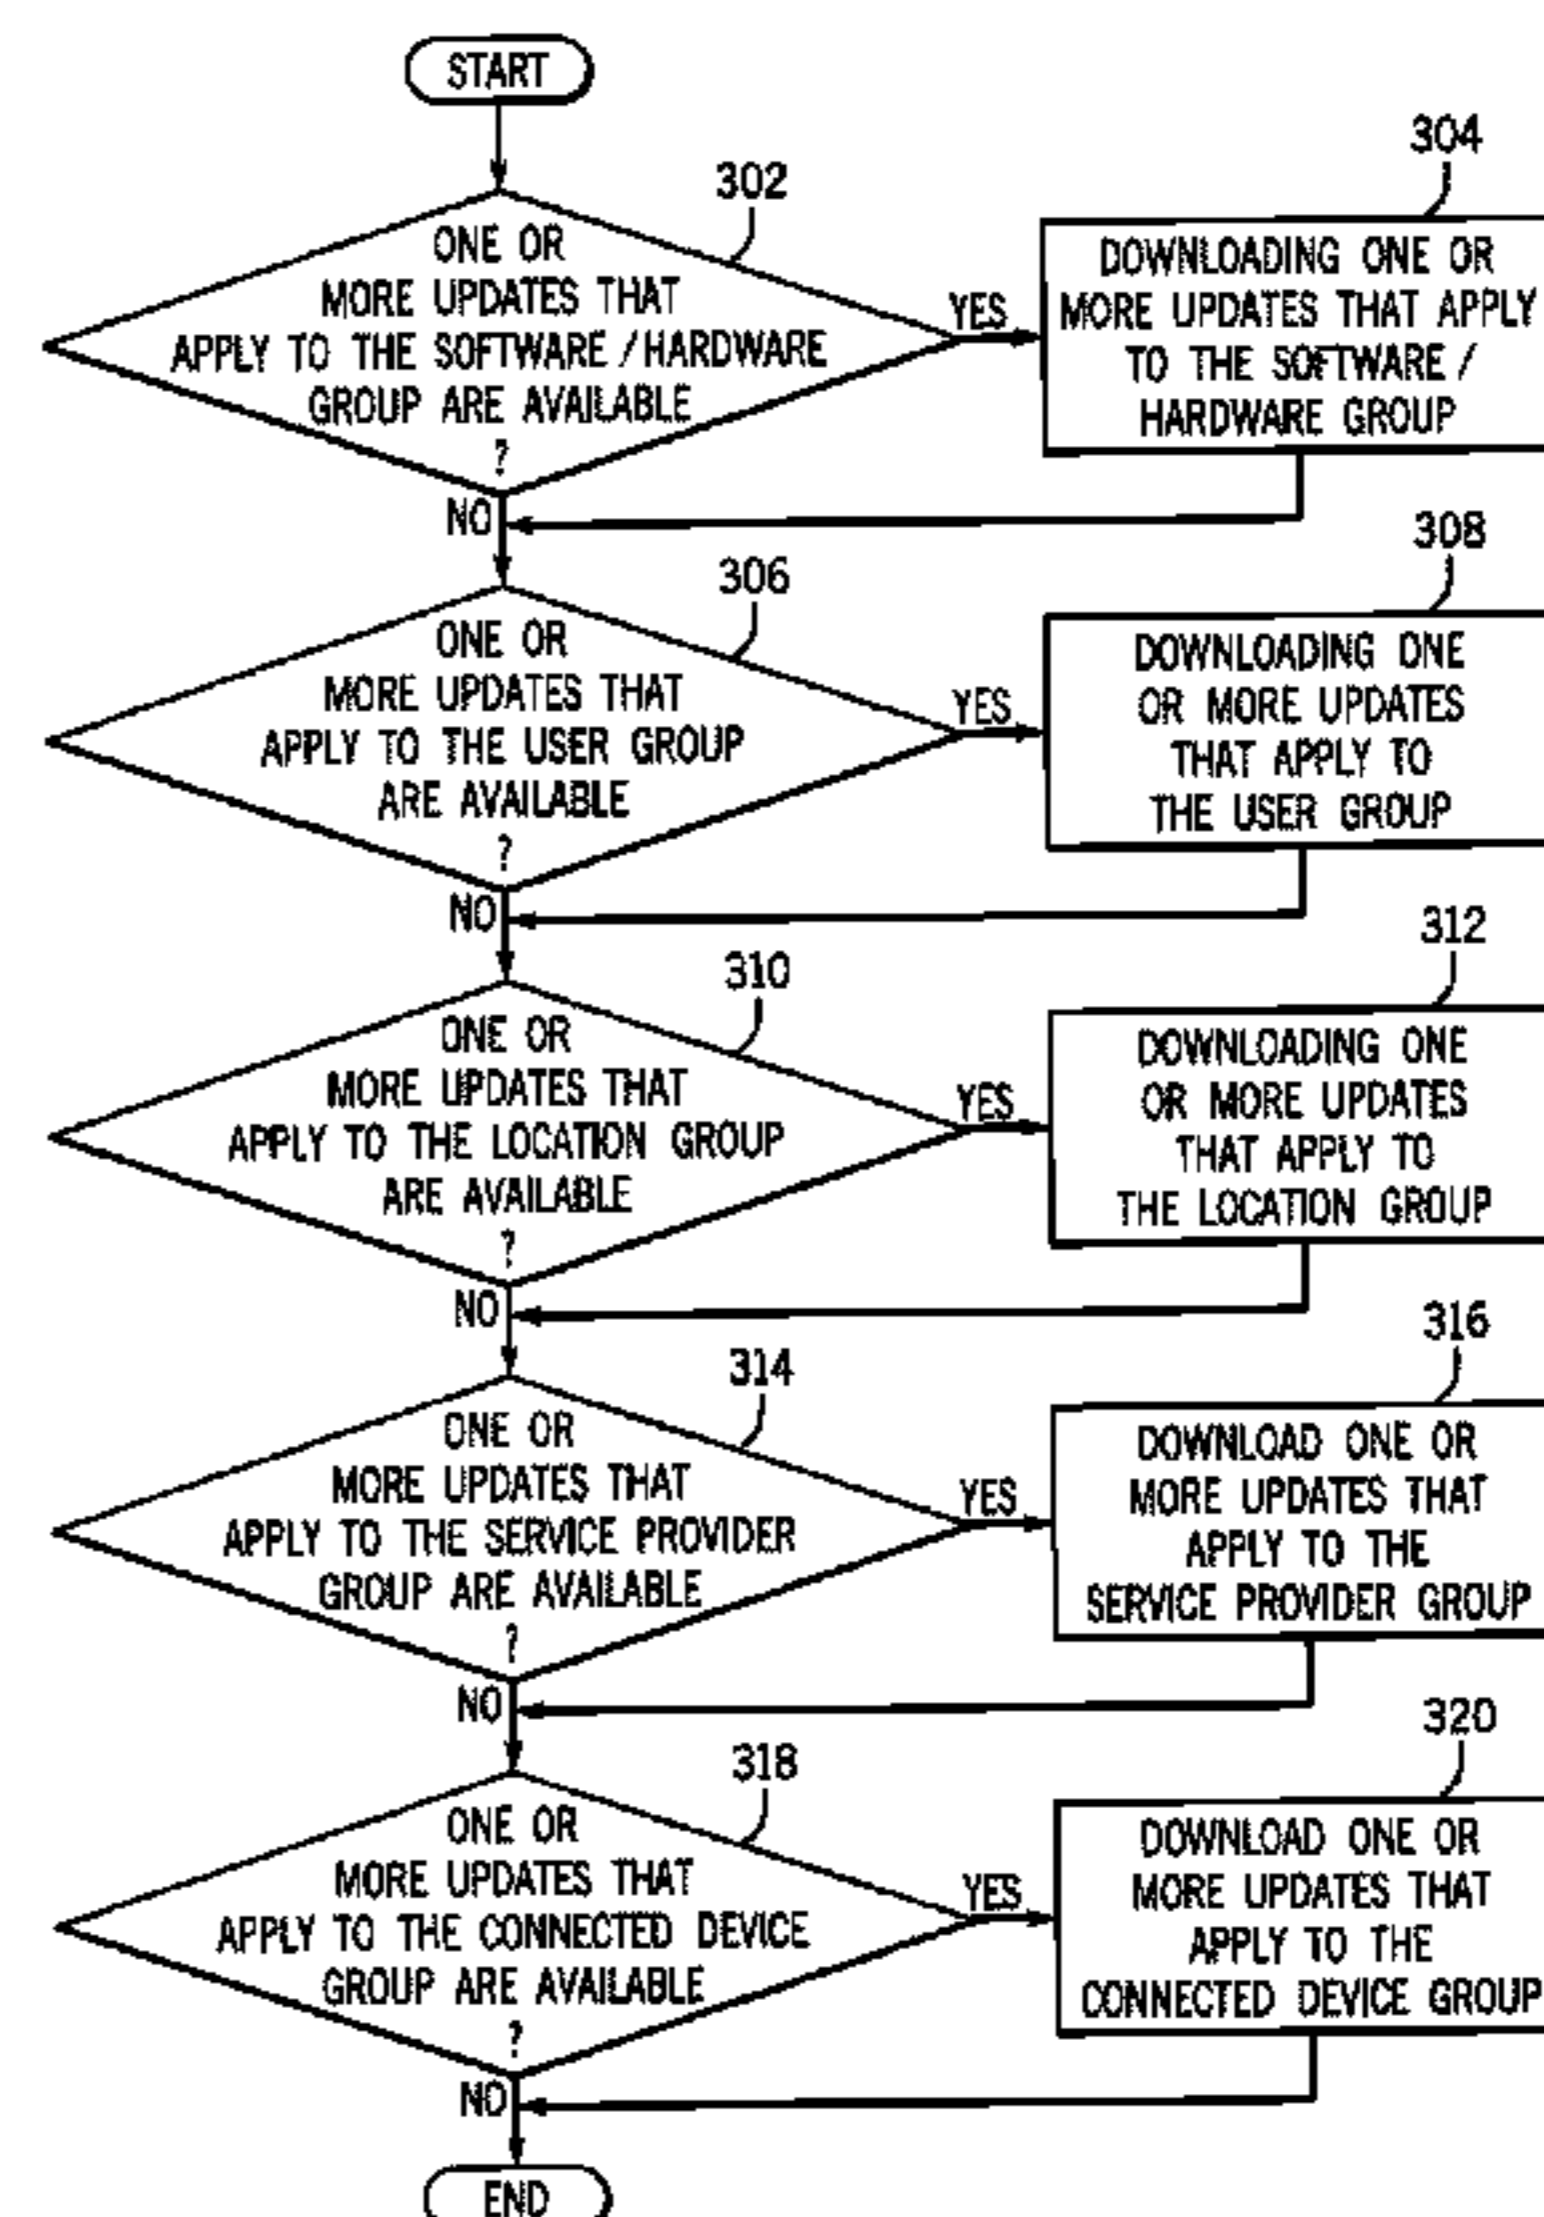 START
302
ONE OR
MORE UPDATES THAT
APPLY TO THE SOFTWARE / HARDWARE
GROUP ARE AVAILABLE
?
YES
NO
304
DOWNLOADING ONE OR
MORE UPDATES THAT APPLY
TO THE SOFTWARE /
HARDWARE GROUP
306
ONE OR
MORE UPDATES THAT
APPLY TO THE USER GROUP
ARE AVAILABLE
?
YES
NO
308
DOWNLOADING ONE
OR MORE UPDATES
THAT APPLY TO
THE USER GROUP
310
ONE OR
MORE UPDATES THAT
APPLY TO THE LOCATION GROUP
ARE AVAILABLE
?
YES
NO
312
DOWNLOADING ONE
OR MORE UPDATES
THAT APPLY TO
THE LOCATION GROUP
314
ONE OR
MORE UPDATES THAT
APPLY TO THE SERVICE PROVIDER
GROUP ARE AVAILABLE
?
YES
NO
316
DOWNLOAD ONE OR
MORE UPDATES THAT
APPLY TO THE
SERVICE PROVIDER GROUP
318
ONE OR
MORE UPDATES THAT
APPLY TO THE CONNECTED DEVICE
GROUP ARE AVAILABLE
?
YES
NO
320
DOWNLOAD ONE OR
MORE UPDATES THAT
APPLY TO THE
CONNECTED DEVICE GROUP
END